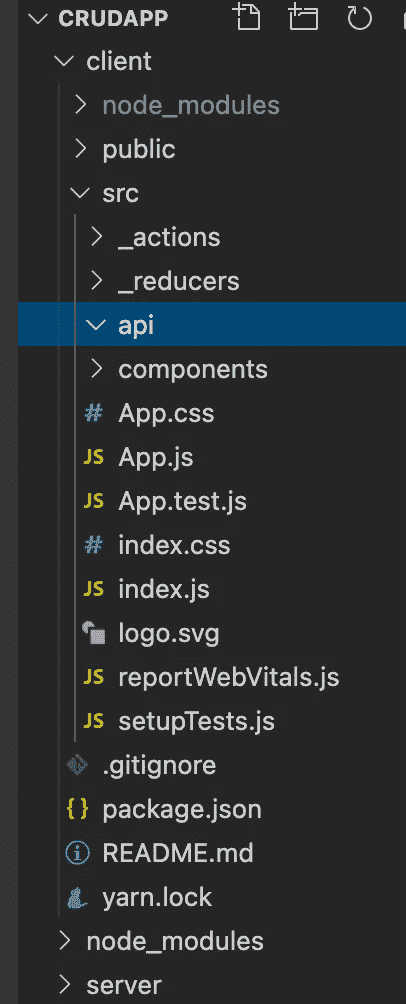 CRUDAPP
client
node_modules
public
src
_actions
_reducers
api
components
# App.css
JS App.js
JS App.test.js
# index.css
JS index.js
logo.svg
JS reportWebVitals.js
JS setupTests.js
.gitignore
{} package.json
README.md
yarn.lock
node_modules
server